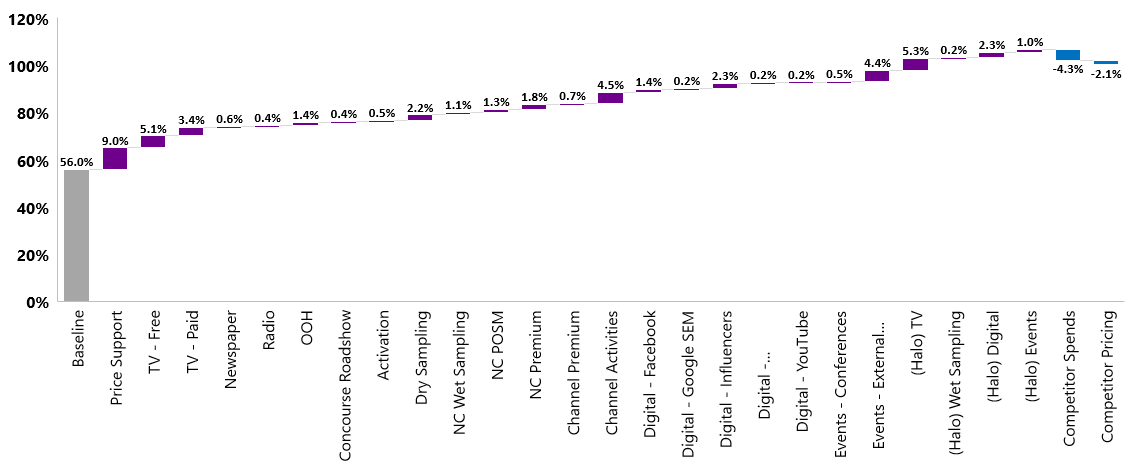 120%
100%
80%
60%
40%
20%
0%
56.0%
9.0%
5.1%
3.4%
0.6%
0.4%
1.4%
0.4%
0.5%
2.2%
1.1%
1.3%
1.8%
0.7%
4.5%
1.4%
0.2%
2.3%
0.2%
0.2%
0.5%
4.4%
5.3%
0.2%
2.3%
1.0%
-4.3%
-2.1%
Baseline
Price Support
TV - Free
TV - Paid
Newspaper
Radio
OOH
Concourse Roadshow
Activation
Dry Sampling
NC Wet Sampling
NC POSM
NC Premium
Channel Premium
Channel Activities
Digital - Facebook
Digital - Google SEM
Digital - Influencers
Digital -...
Digital - YouTube
Events - Conferences
Events - External...
(Halo) TV
(Halo) Wet Sampling
(Halo) Digital
(Halo) Events
Competitor Spends
Competitor Pricing